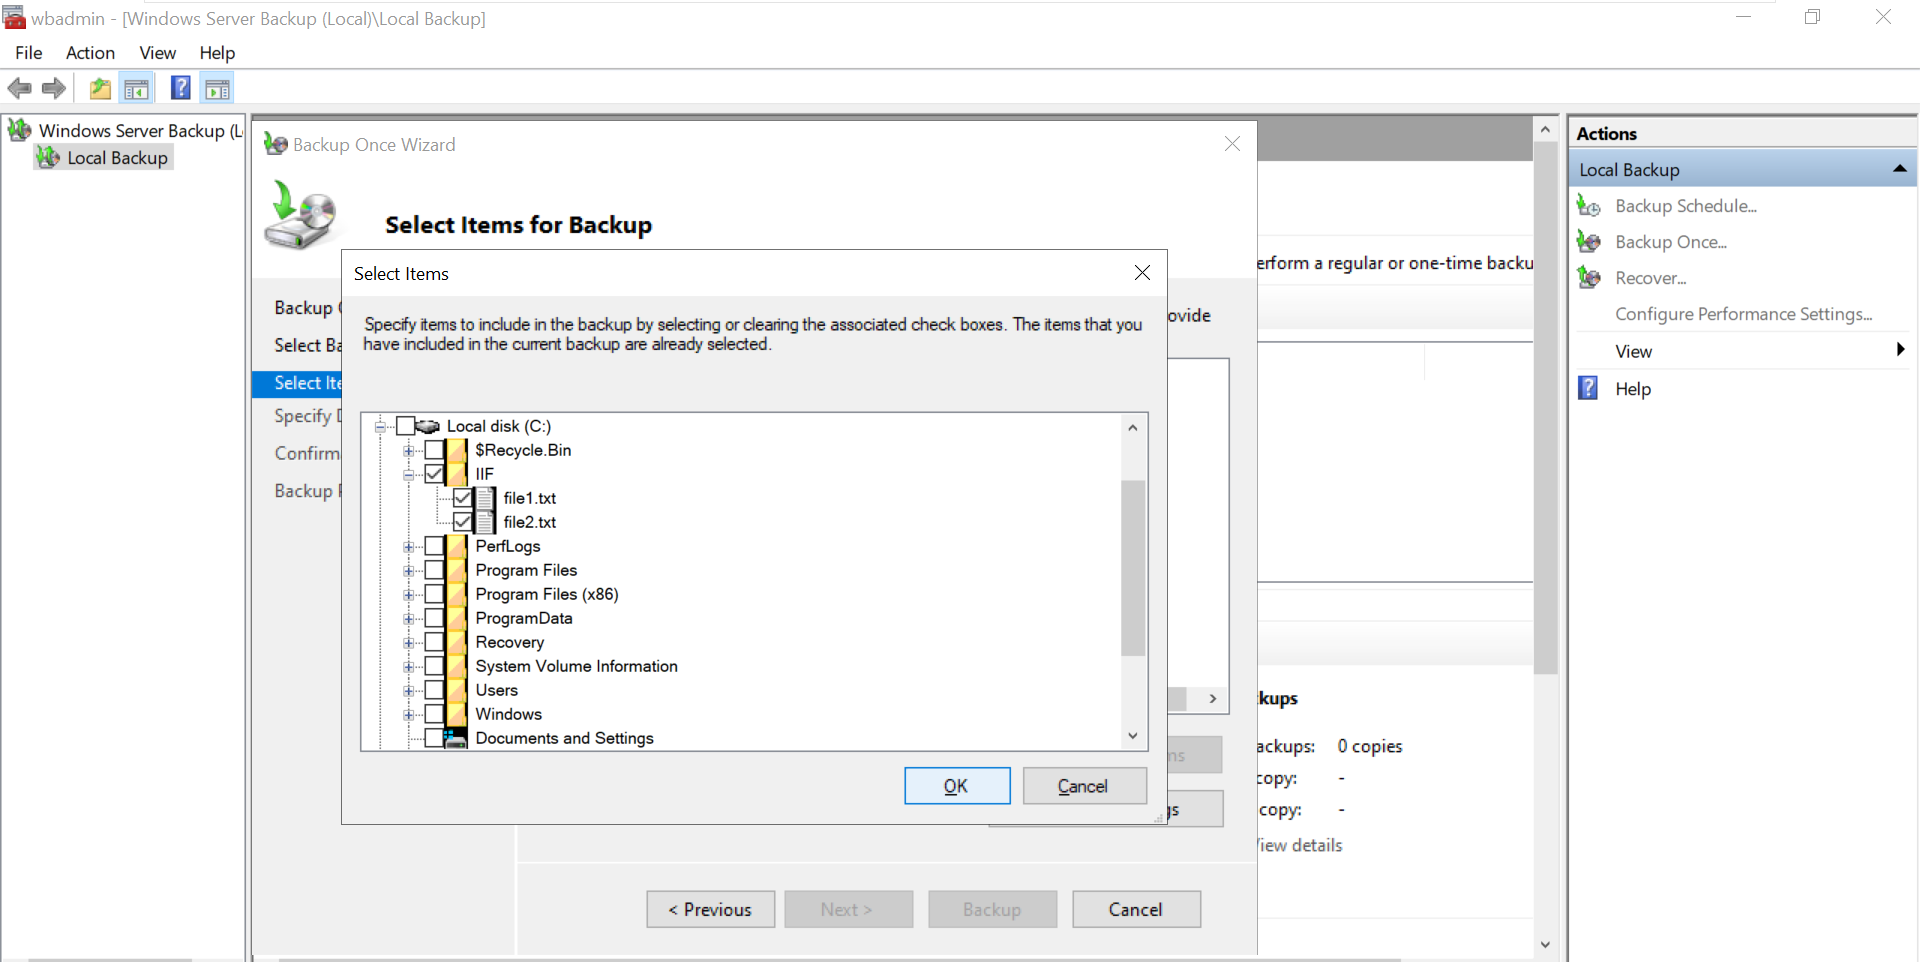 wbadmin - [Windows Server Backup (Local)\Local Backup]
File Action View Help
Windows Server Backup (L
Local Backup
Backup Once Wizard
Select Items for Backup
Backup
Select Ba
Select Ite
Specify
Confirm
Backup
Select Items
Specify items to include in the backup by selecting or clearing the associated check boxes. The items that you
have included in the current backup are already selected.
Local disk (C:)
$Recycle.Bin
IIF
file1.txt
file2.txt
PerfLogs
Program Files
Program Files (x86)
ProgramData
Recovery
System Volume Information
Users
Windows
Documents and Settings
OK Cancel
ovide
ms
gs
< Previous Next > Backup Cancel
erform a regular or one-time backu
kups
ackups: 0 copies
copy: -
copy: -
iew details
Actions
Local Backup
Backup Schedule...
Backup Once...
Recover...
Configure Performance Settings...
View
Help